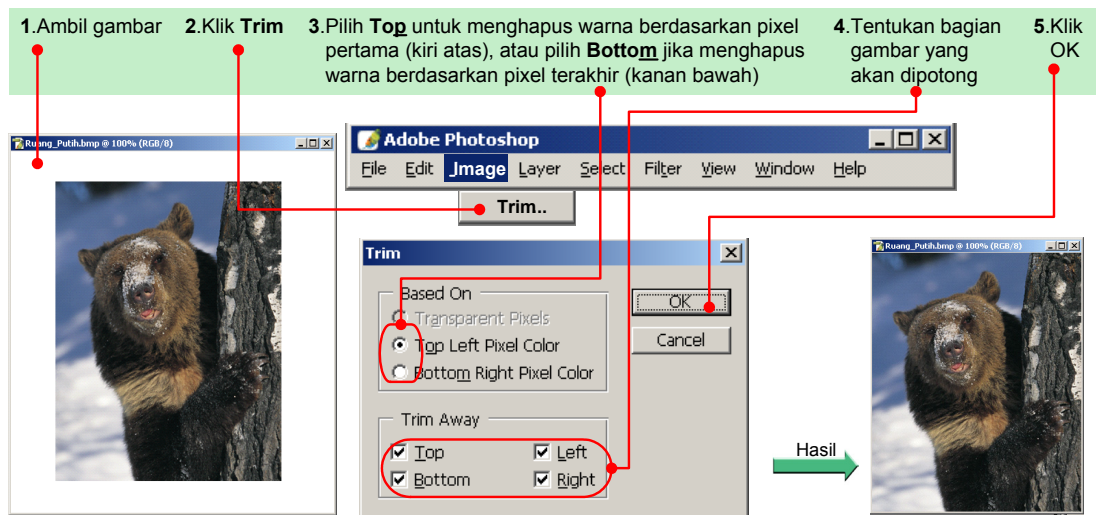 1.Ambil gambar
2.Klik Trim
3.Pilih Top untuk menghapus warna berdasarkan pixel
pertama (kiri atas), atau pilih Bottom jika menghapus
warna berdasarkan pixel terakhir (kanan bawah)
4.Tentukan bagian
gambar yang
akan dipotong
5.Klik
OK
Ruang_Putih.bmp @ 100% (RGB/8)
Adobe Photoshop
File Edit Image Layer Select Filter View Window Help
Trim..
Trim
Based On
Transparent Pixels
Top Left Pixel Color
Bottom Right Pixel Color
OK
Cancel
Trim Away
Top Left
Bottom Right
Hasil
Ruang_Putih.bmp @ 100% (RGB/8)